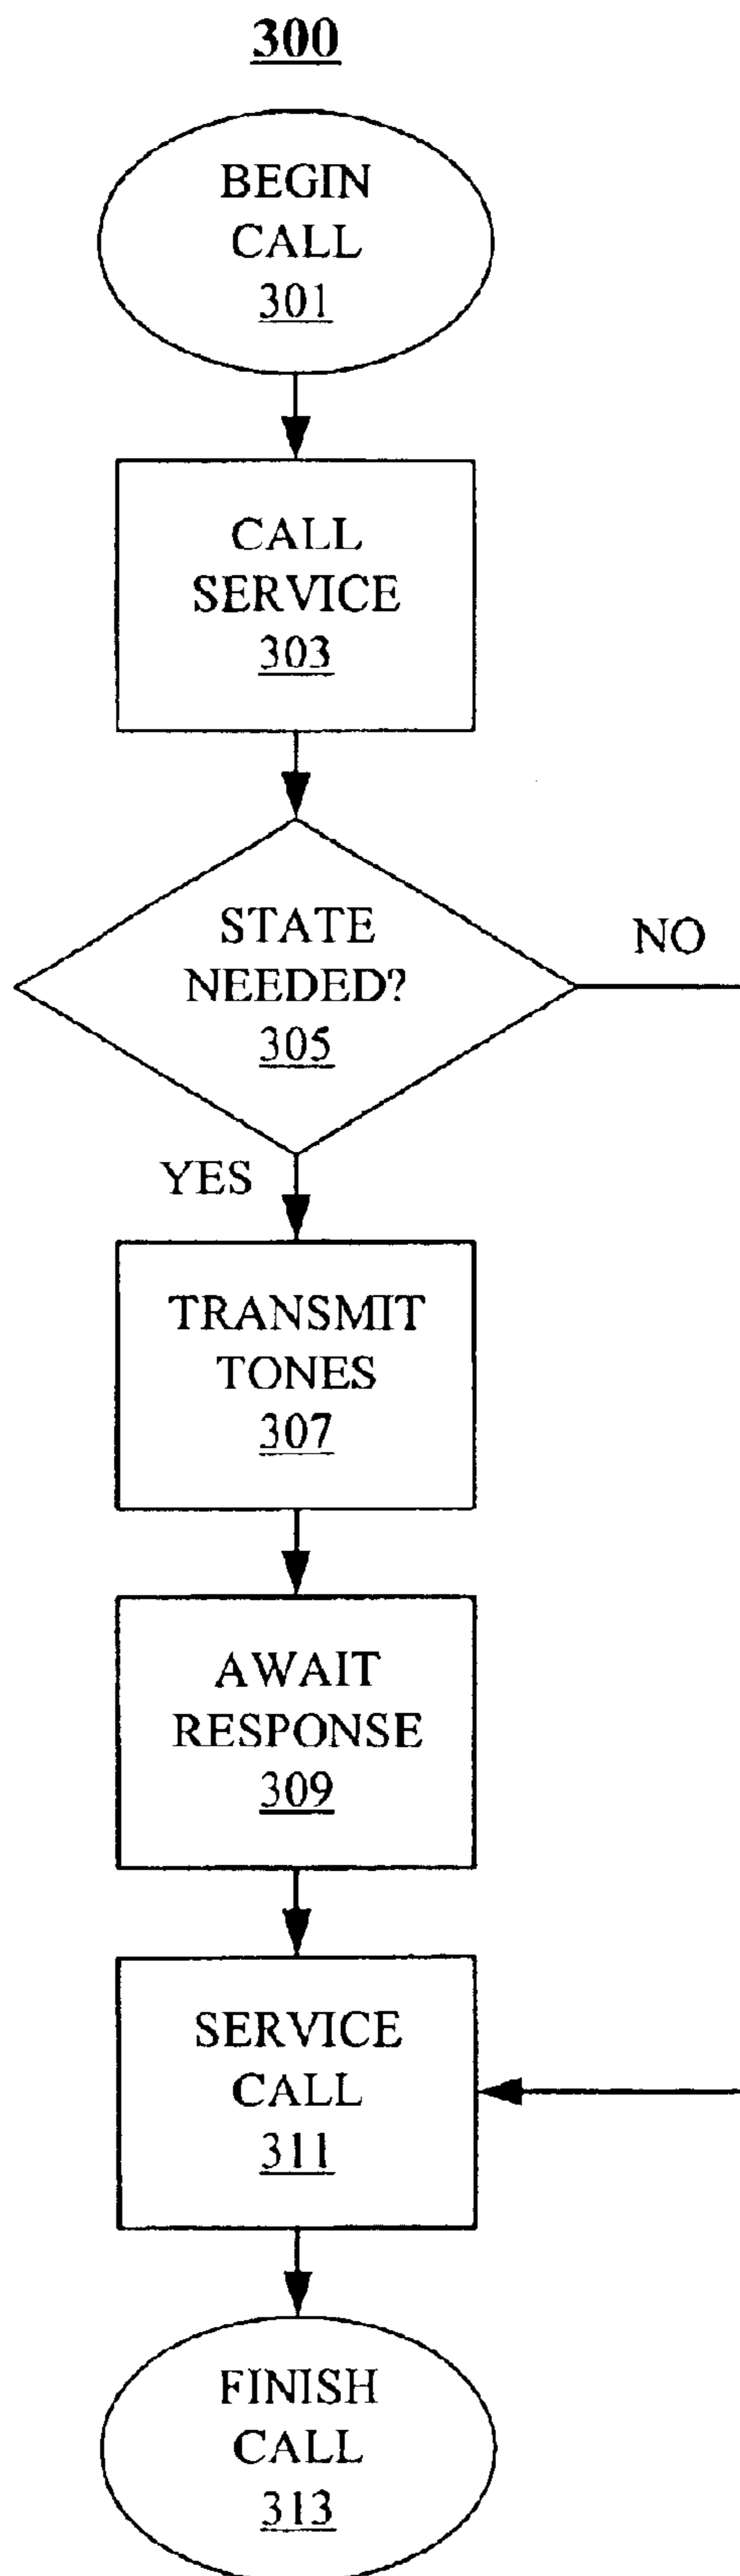 300
BEGIN
CALL
301
CALL
SERVICE
303
STATE
NEEDED?
305
NO
YES
TRANSMIT
TONES
307
AWAIT
RESPONSE
309
SERVICE
CALL
311
FINISH
CALL
313